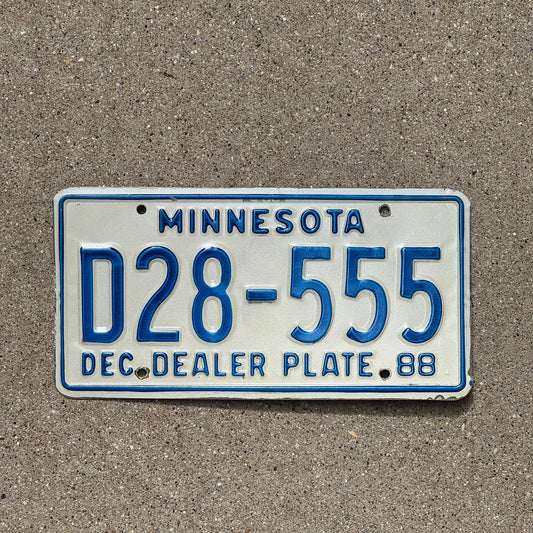 MINNESOTA
D28-555
DEC DEALER PLATE 88